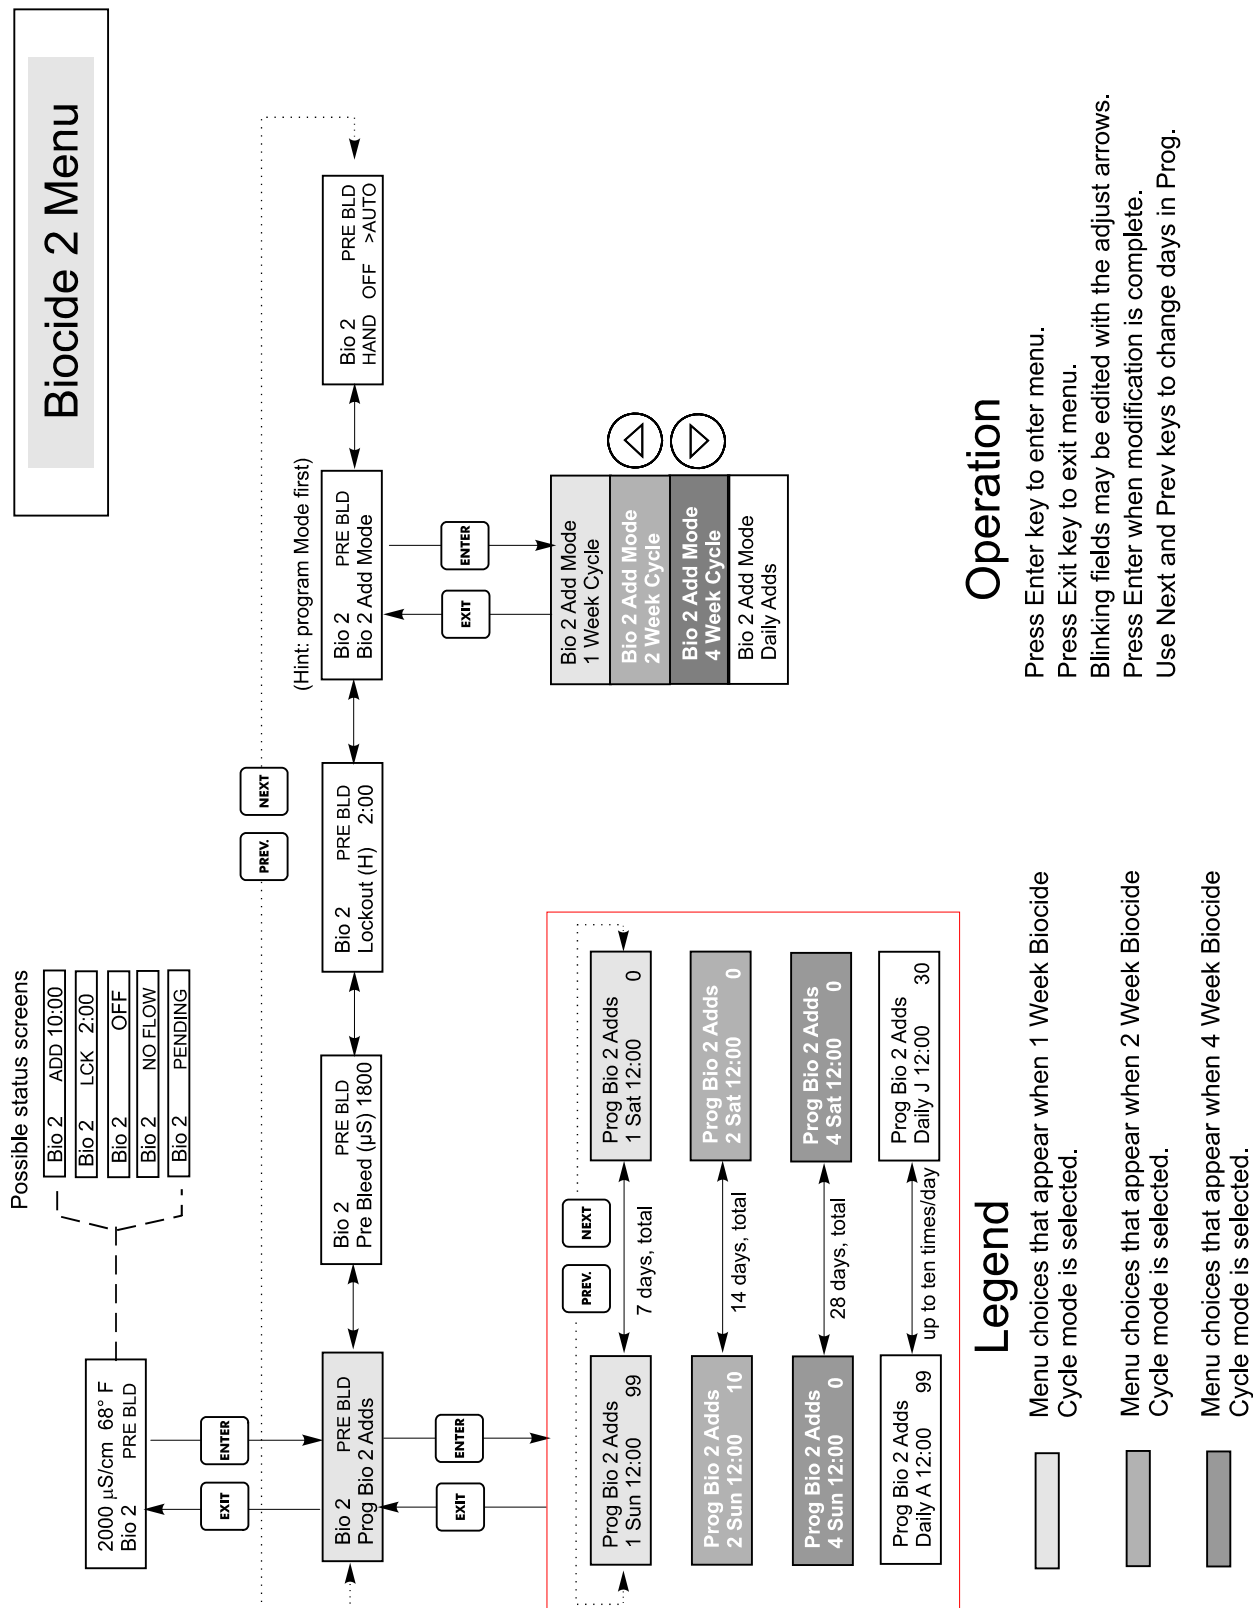 Biocide 2 Menu
Possible status screens
Bio 2 ADD 10:00
Bio 2 LCK 2:00
Bio 2 OFF
Bio 2 NO FLOW
Bio 2 PENDING
2000 µS/cm 68° F
Bio 2 PRE BLD
EXIT
ENTER
PREV.
NEXT
(Hint: program Mode first)
Bio 2 PRE BLD
Prog Bio 2 Adds
Bio 2 PRE BLD
Pre Bleed (µS) 1800
Bio 2 PRE BLD
Lockout (H) 2:00
Bio 2 PRE BLD
Bio 2 Add Mode
Bio 2 PRE BLD
HAND OFF >AUTO
EXIT
ENTER
EXIT
ENTER
Bio 2 Add Mode
1 Week Cycle
Bio 2 Add Mode
2 Week Cycle
Bio 2 Add Mode
4 Week Cycle
Bio 2 Add Mode
Daily Adds
PREV.
NEXT
Prog Bio 2 Adds
1 Sun 12:00 99
7 days, total
Prog Bio 2 Adds
1 Sat 12:00 0
Prog Bio 2 Adds
2 Sun 12:00 10
14 days, total
Prog Bio 2 Adds
2 Sat 12:00 0
Prog Bio 2 Adds
4 Sun 12:00 0
28 days, total
Prog Bio 2 Adds
4 Sat 12:00 0
Prog Bio 2 Adds
Daily A 12:00 99
up to ten times/day
Prog Bio 2 Adds
Daily J 12:00 30
Legend
Menu choices that appear when 1 Week Biocide
Cycle mode is selected.
Menu choices that appear when 2 Week Biocide
Cycle mode is selected.
Menu choices that appear when 4 Week Biocide
Cycle mode is selected.
Operation
Press Enter key to enter menu.
Press Exit key to exit menu.
Blinking fields may be edited with the adjust arrows.
Press Enter when modification is complete.
Use Next and Prev keys to change days in Prog.